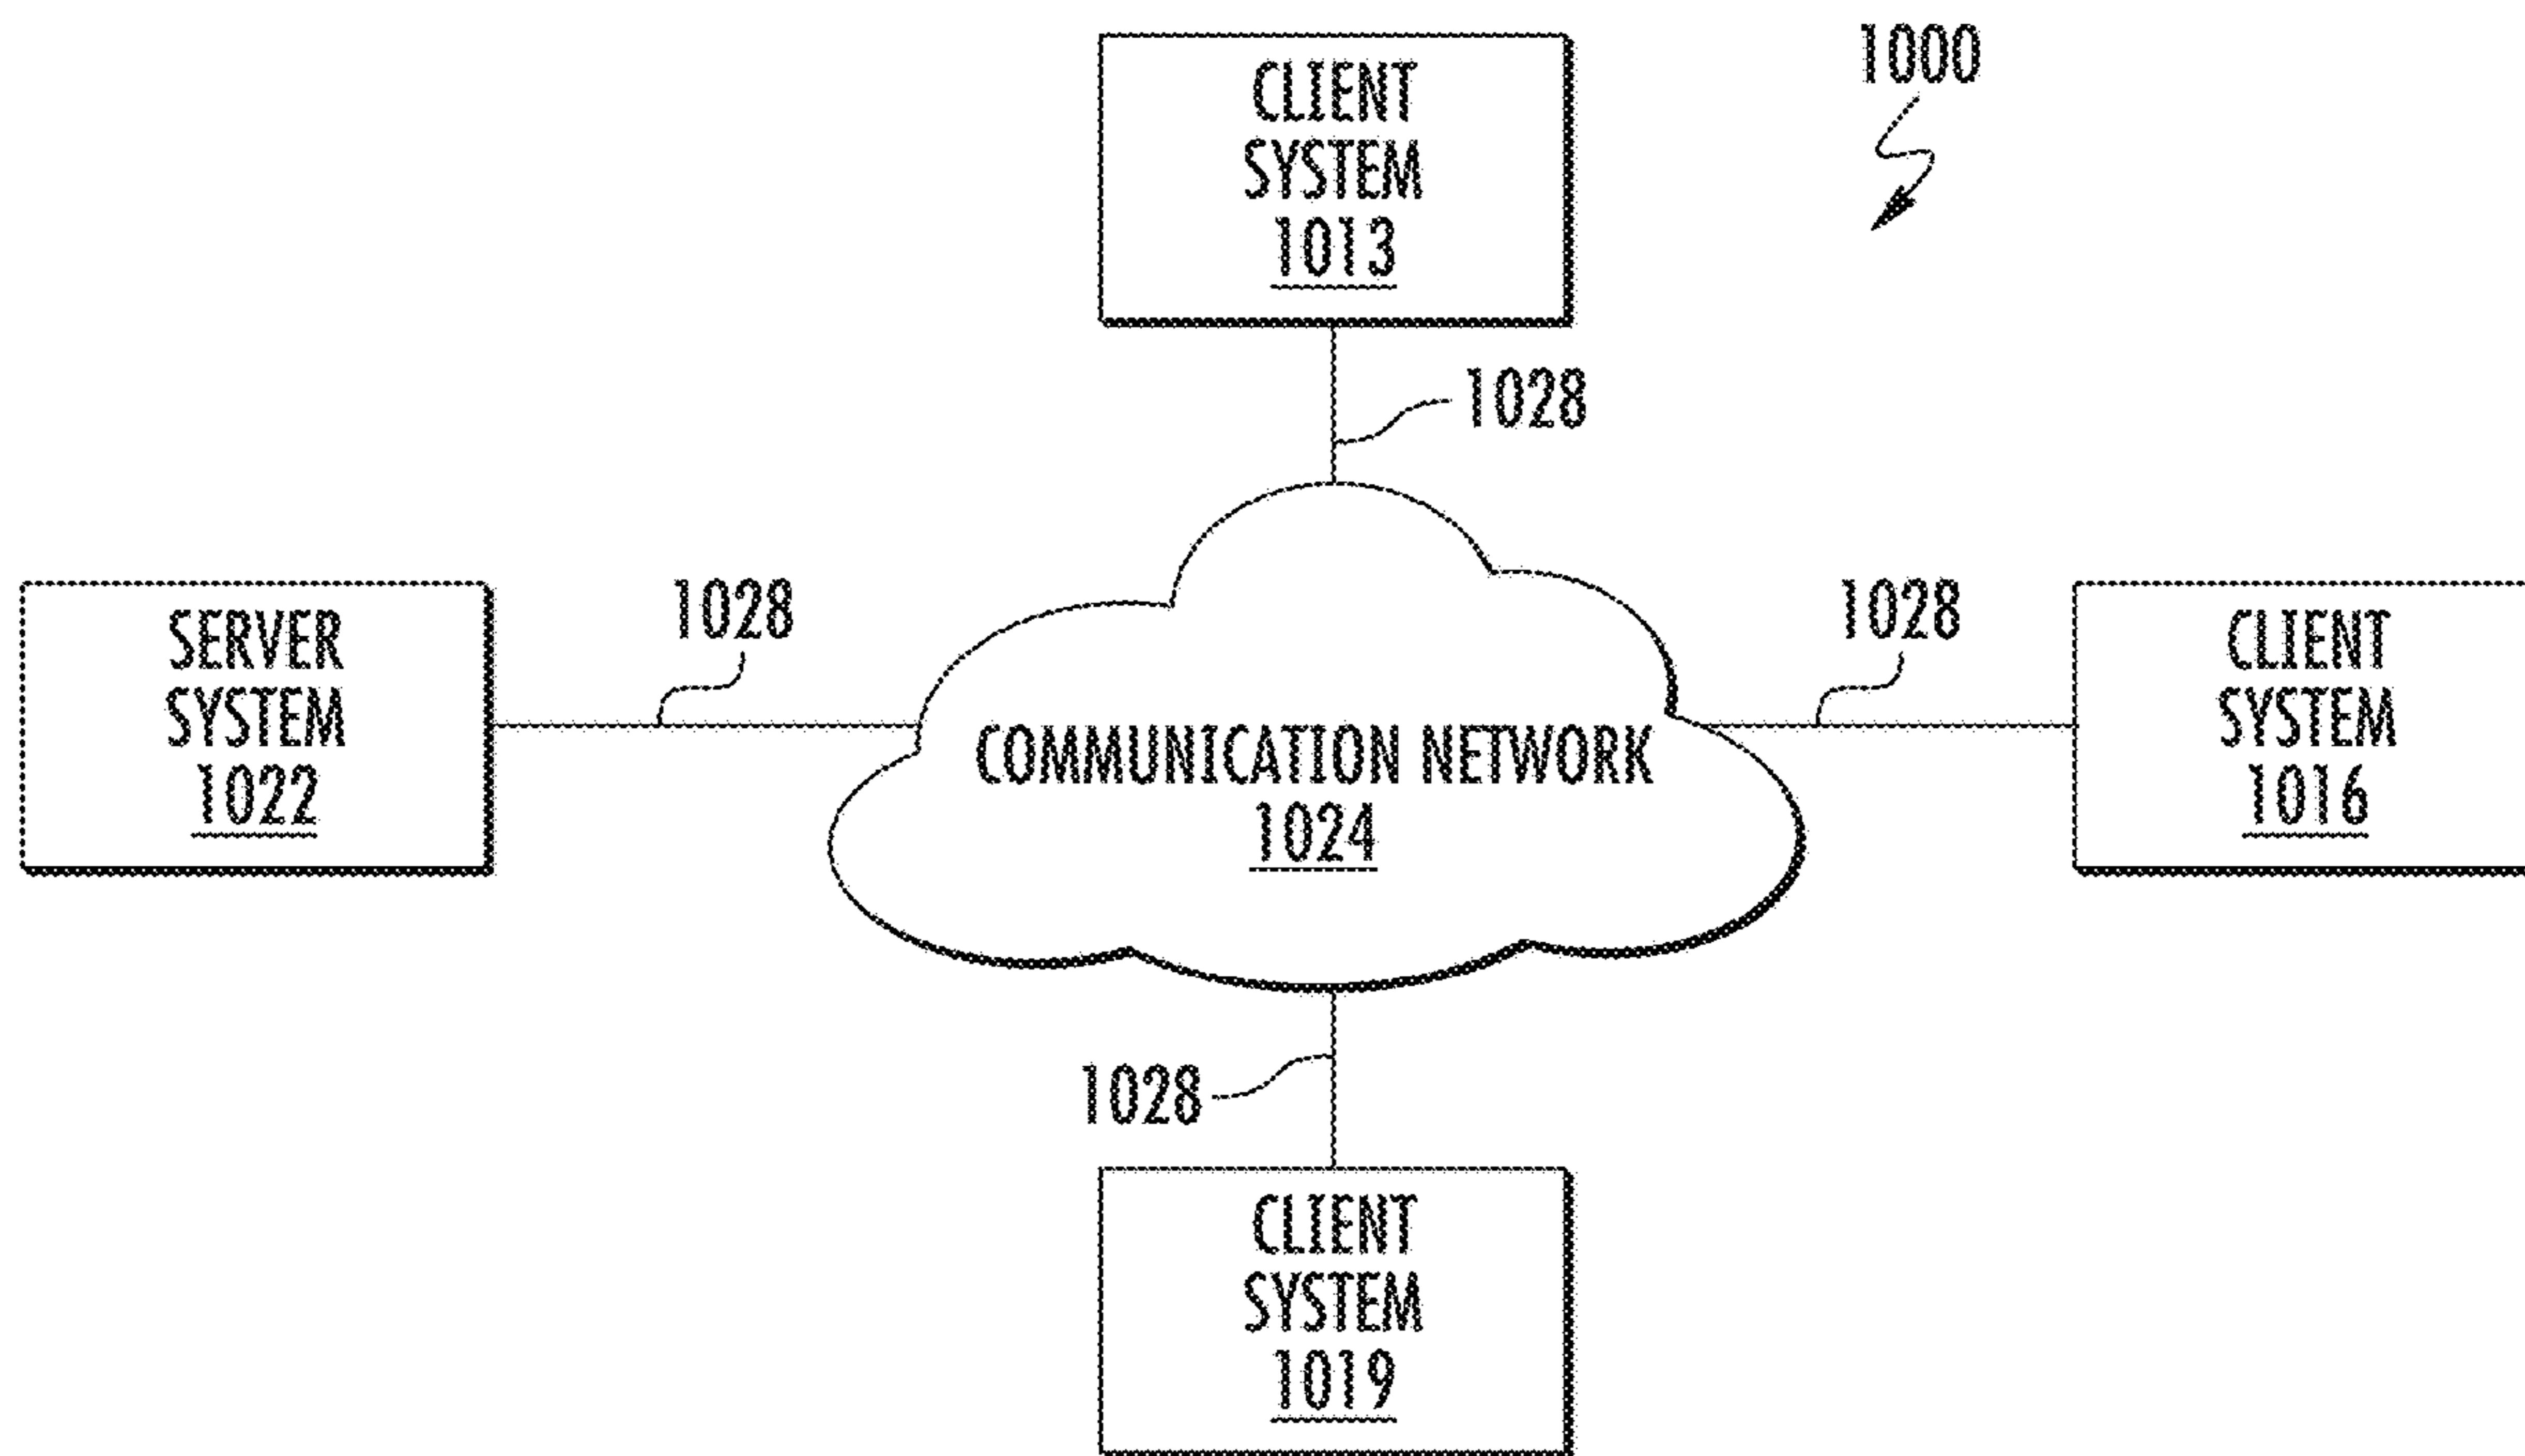 1000
CLIENT
SYSTEM
1013
1028
SERVER
SYSTEM
1022
1028
COMMUNICATION NETWORK
1024
1028
CLIENT
SYSTEM
1016
1028
CLIENT
SYSTEM
1019